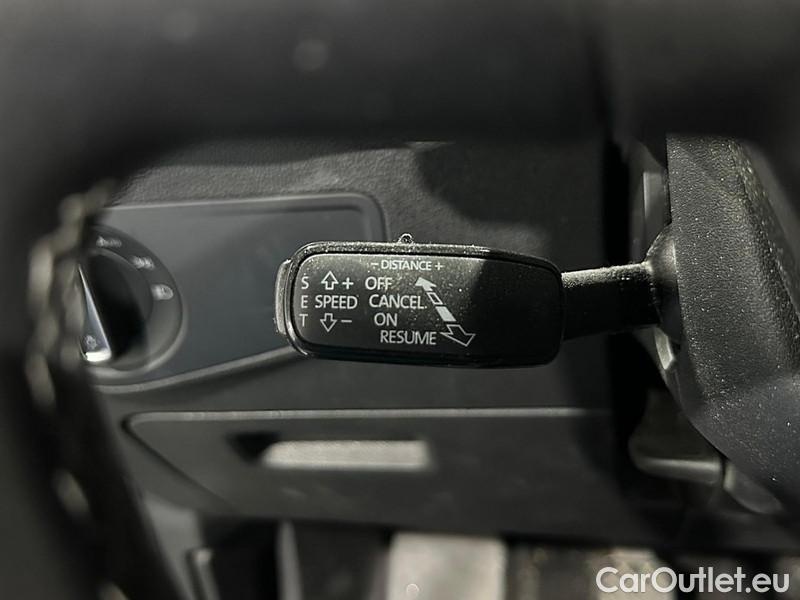 – DISTANCE +
S + OFF
E SPEED CANCEL
T – ON
RESUME
CarOutlet.eu